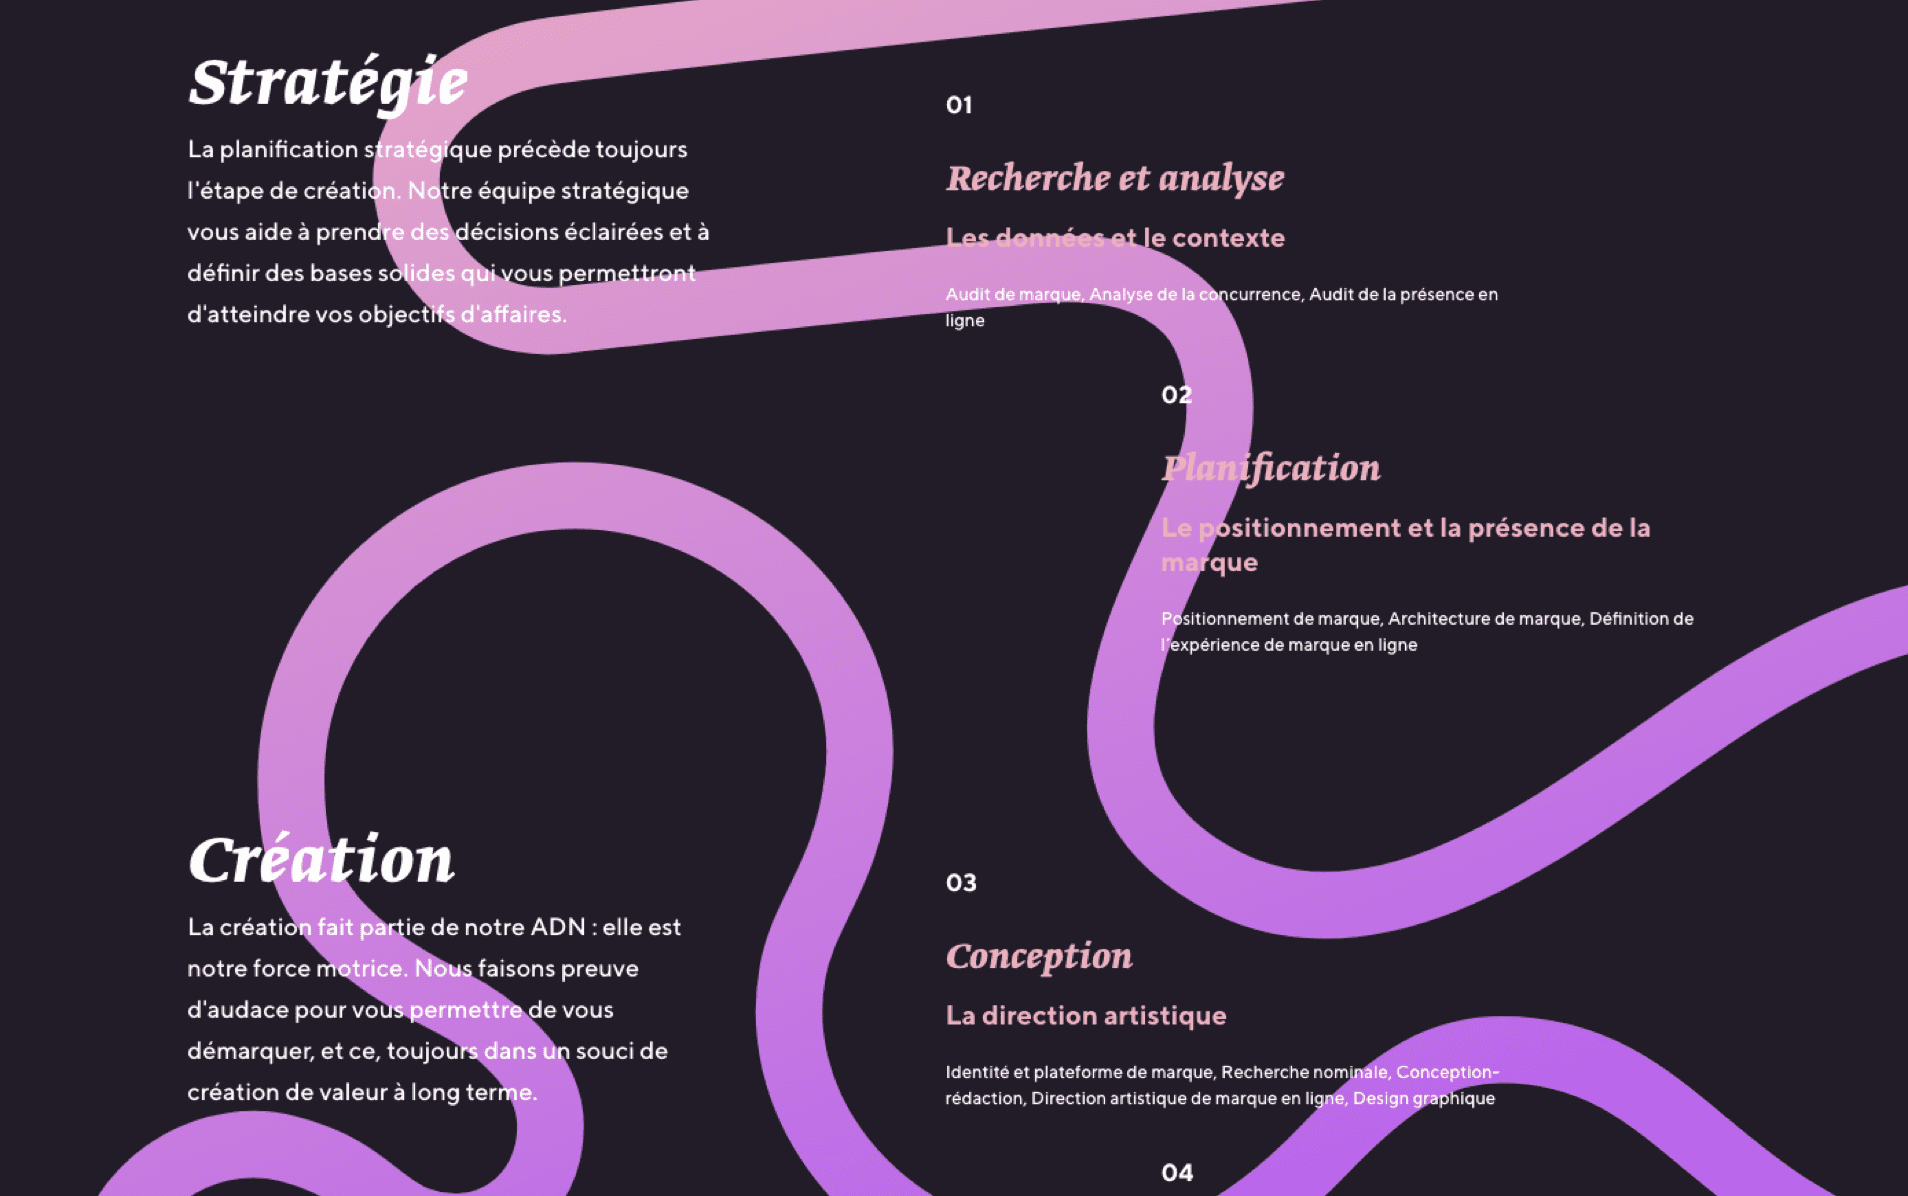 Stratégie
La planification stratégique précède toujours
l'étape de création. Notre équipe stratégique
vous aide à prendre des décisions éclairées et à
définir des bases solides qui vous permettront
d'atteindre vos objectifs d'affaires.
01
Recherche et analyse
Les données et le contexte
Audit de marque, Analyse de la concurrence, Audit de la présence en
ligne
02
Planification
Le positionnement et la présence de la
marque
Positionnement de marque, Architecture de marque, Définition de
l'expérience de marque en ligne
Création
La création fait partie de notre ADN : elle est
notre force motrice. Nous faisons preuve
d'audace pour vous permettre de vous
démarquer, et ce, toujours dans un souci de
création de valeur à long terme.
03
Conception
La direction artistique
Identité et plateforme de marque, Recherche nominale, Conception-
rédaction, Direction artistique de marque en ligne, Design graphique
04